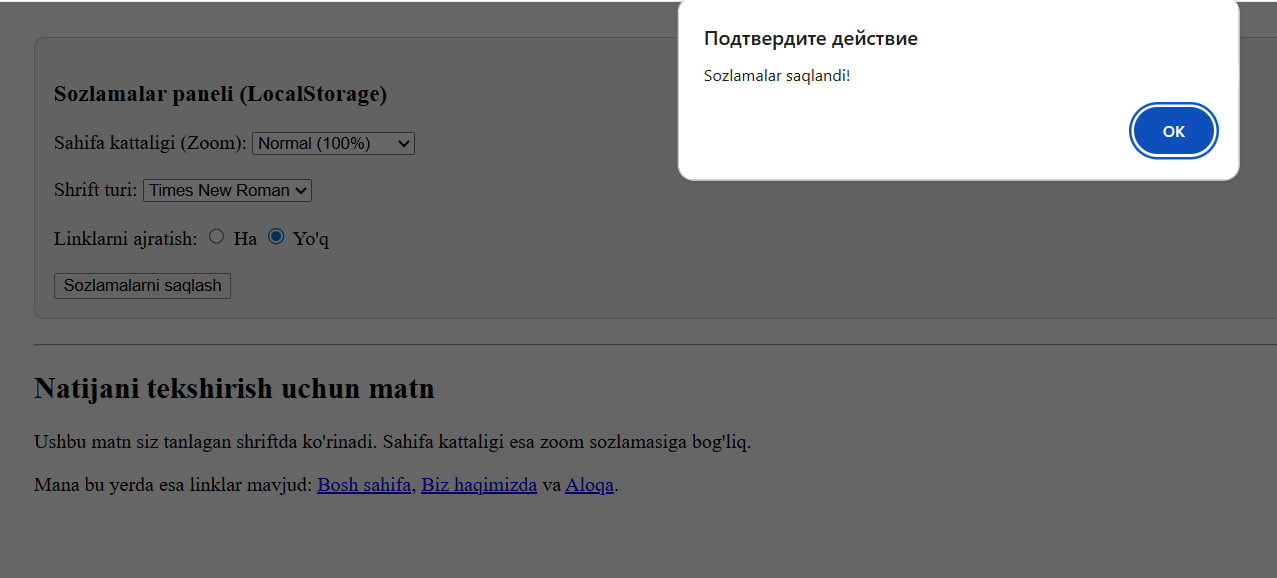 Подтвердите действие
Sozlamalar saqlandi!
OK
Sozlamalar paneli (LocalStorage)
Sahifa kattaligi (Zoom): Normal (100%)
Shrift turi: Times New Roman
Linklarni ajratish: Ha Yo'q
Sozlamalarni saqlash
Natijani tekshirish uchun matn
Ushbu matn siz tanlagan shriftda ko'rinadi. Sahifa kattaligi esa zoom sozlamasiga bog'liq.
Mana bu yerda esa linklar mavjud: Bosh sahifa, Biz haqimizda va Aloqa.